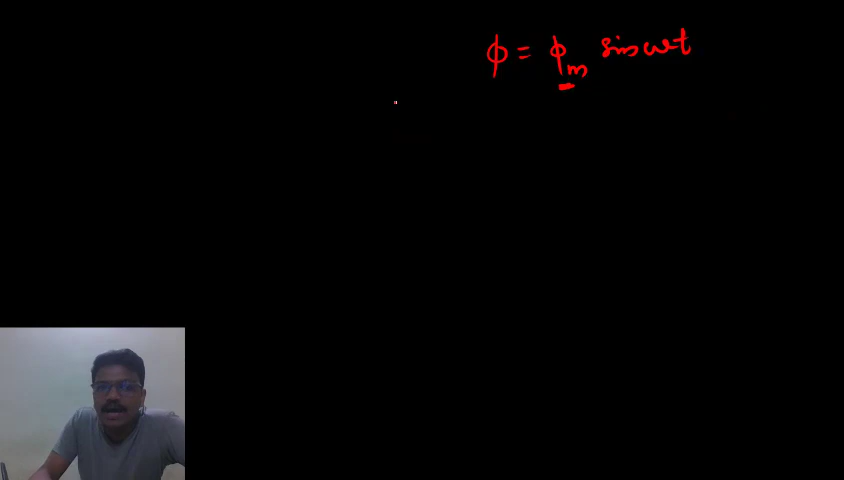 ϕ = ϕm sin ωt